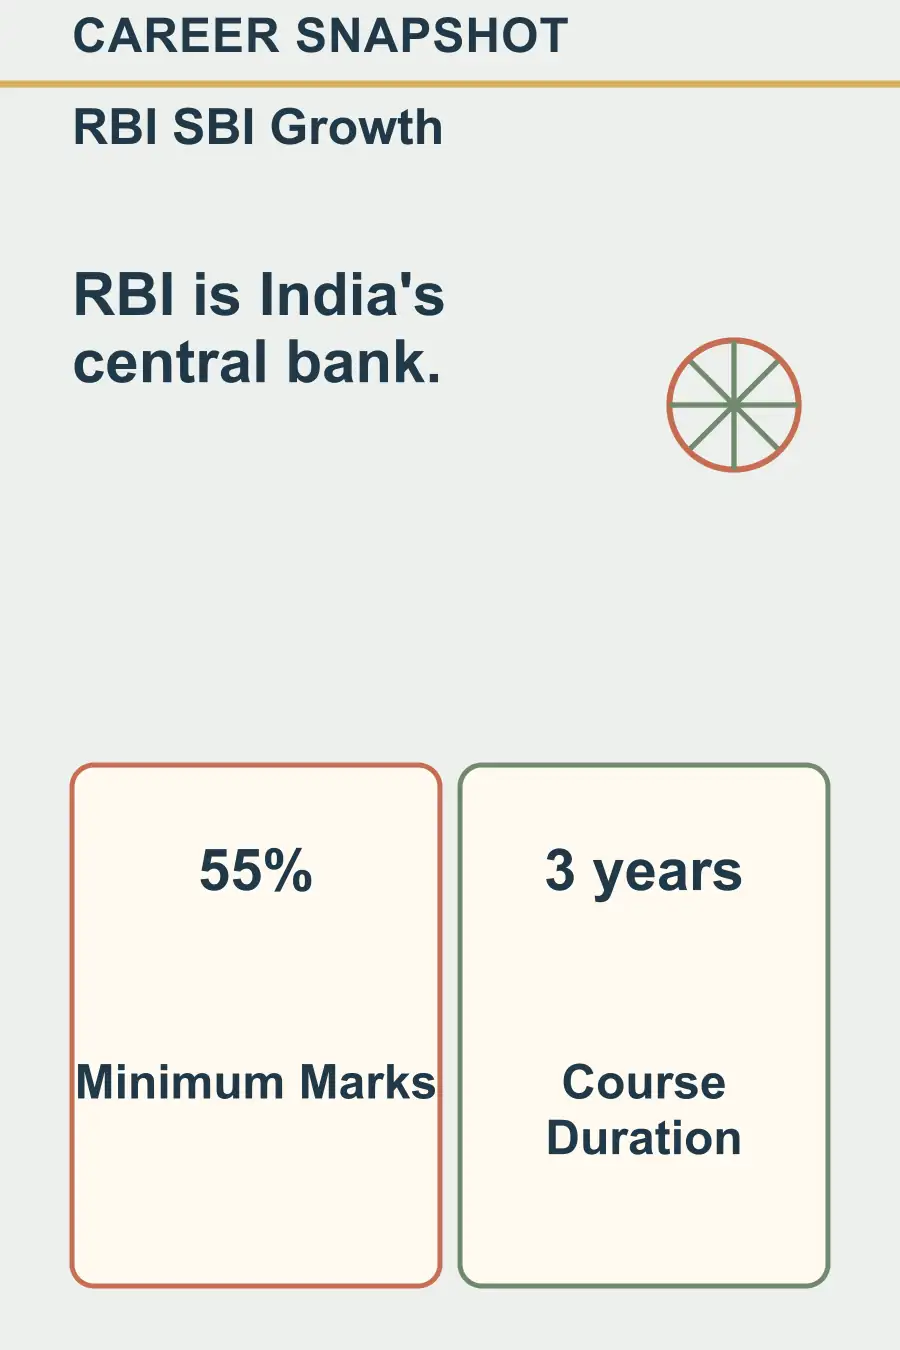 CAREER SNAPSHOT
RBI SBI Growth
RBI is India's
central bank.
55%
Minimum Marks
3 years
Course
Duration